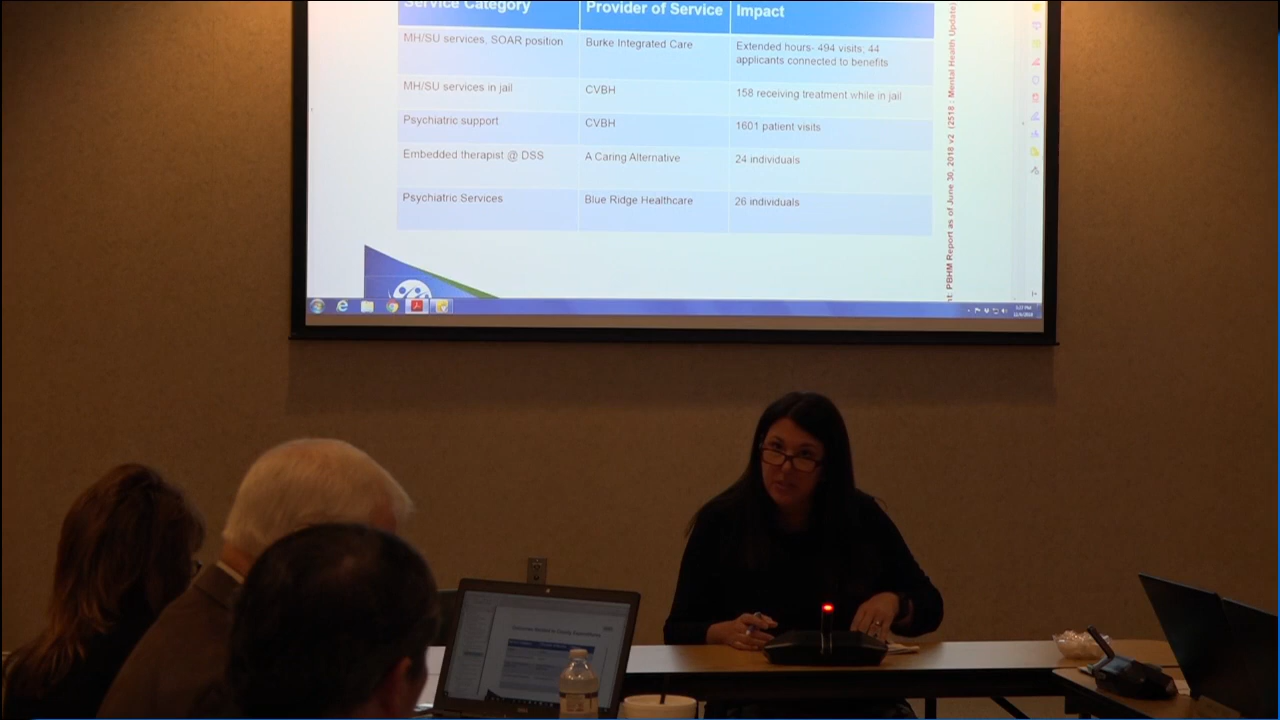 Service Category Provider of Service Impact
MH/SU services, SOAR position Burke Integrated Care Extended hours- 494 visits; 44
applicants connected to benefits
MH/SU services in jail CVBH 158 receiving treatment while in jail
Psychiatric support CVBH 1601 patient visits
Embedded therapist @ DSS A Caring Alternative 24 individuals
Psychiatric Services Blue Ridge Healthcare 26 individuals
PBHM Report as of June 30, 2018 v2 (2518 : Mental Health Update)